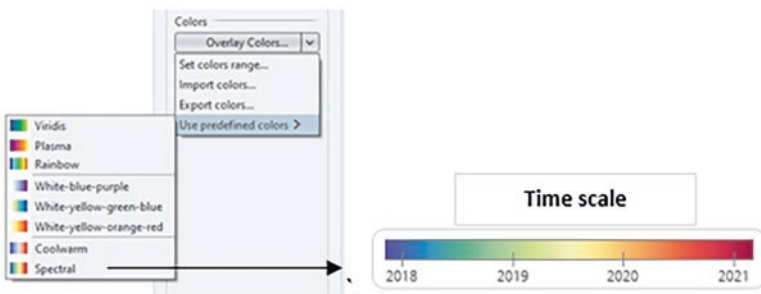 Colors
Overlay Colors...
Set colors range...
Import colors...
Export colors...
Use predefined colors >
Viridis
Plasma
Rainbow
White-blue-purple
White-yellow-green-blue
White-yellow-orange-red
Coolwarm
Spectral
Time scale
2018 2019 2020 2021